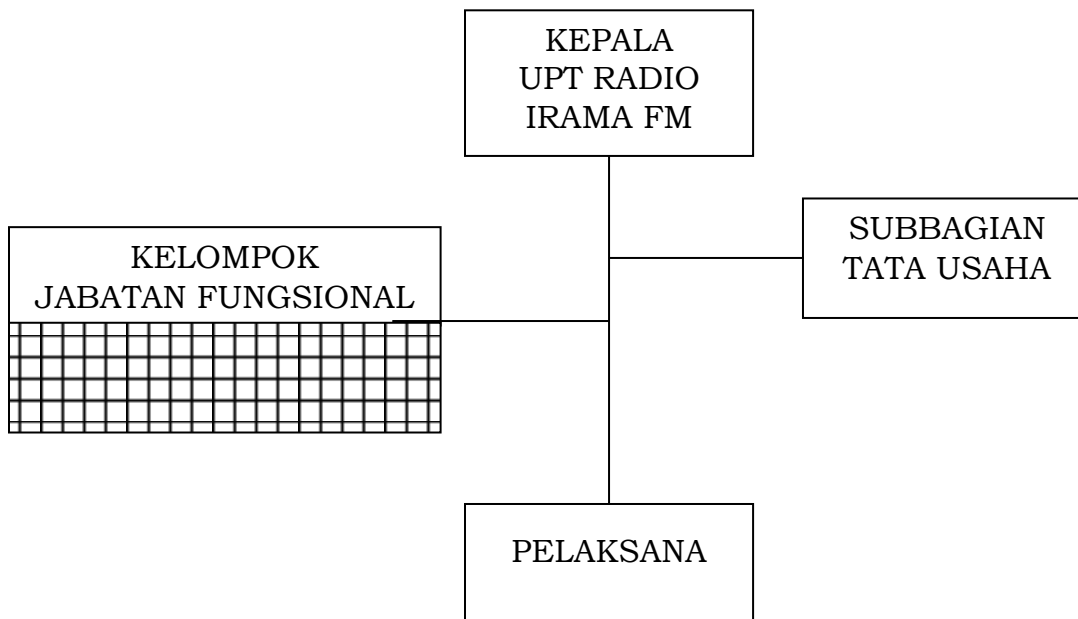 KEPALA
UPT RADIO
IRAMA FM
SUBBAGIAN
TATA USAHA
KELOMPOK
JABATAN FUNGSIONAL
PELAKSANA